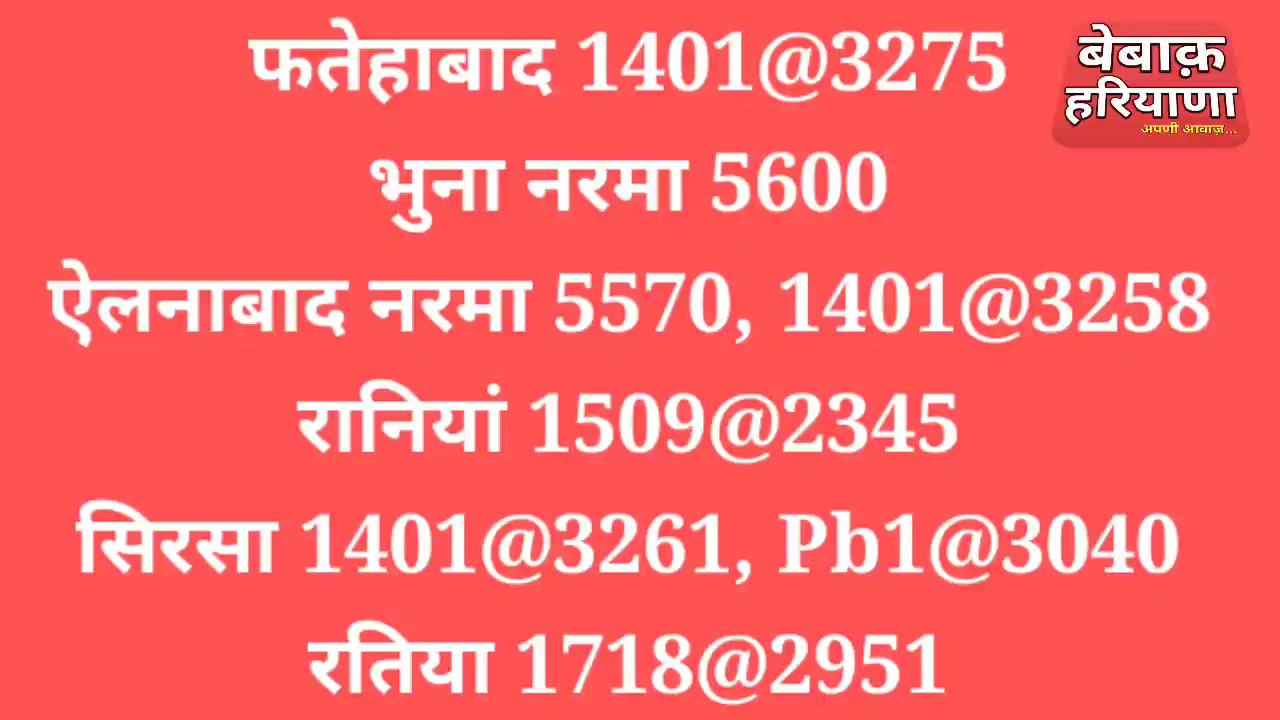 फतेहाबाद 1401@3275
भुना नरमा 5600
ऐलनाबाद नरमा 5570, 1401@3258
रानियां 1509@2345
सिरसा 1401@3261, Pb1@3040
रतिया 1718@2951
बेबाक़
हरियाणा
अपणी आवाज़...